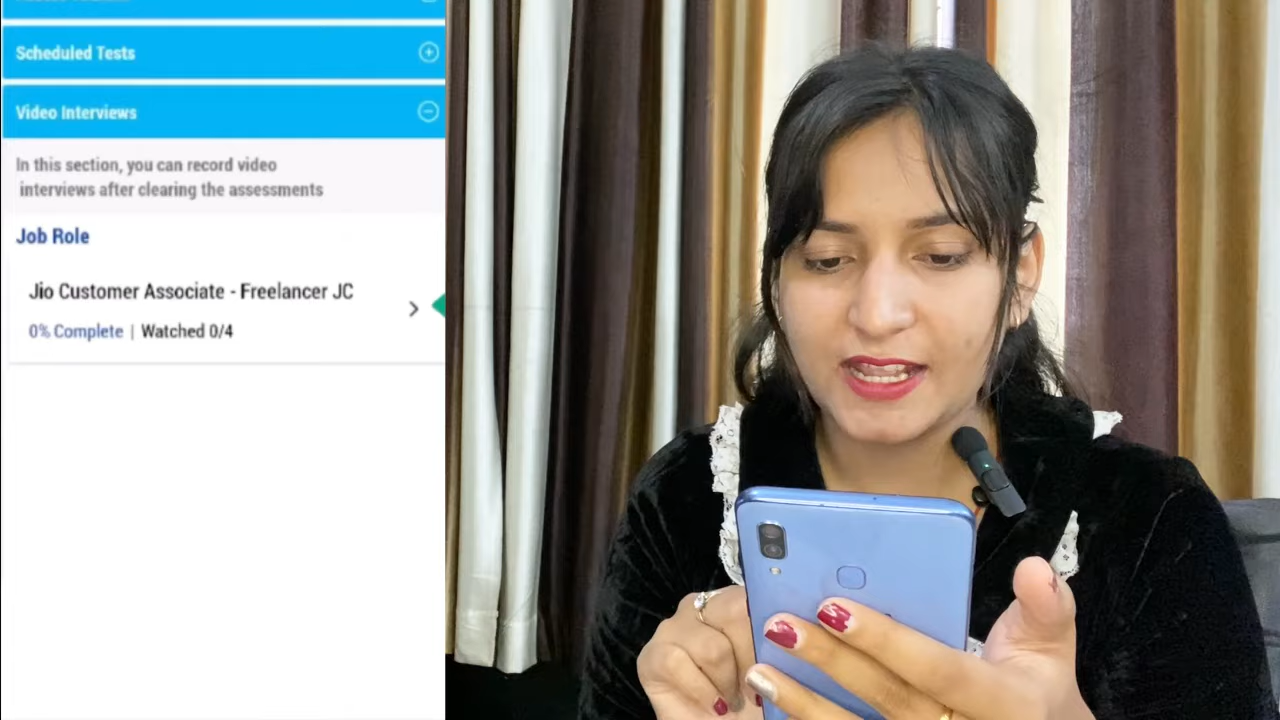 Scheduled Tests
Video Interviews
In this section, you can record video
interviews after clearing the assessments
Job Role
Jio Customer Associate - Freelancer JC
0% Complete | Watched 0/4